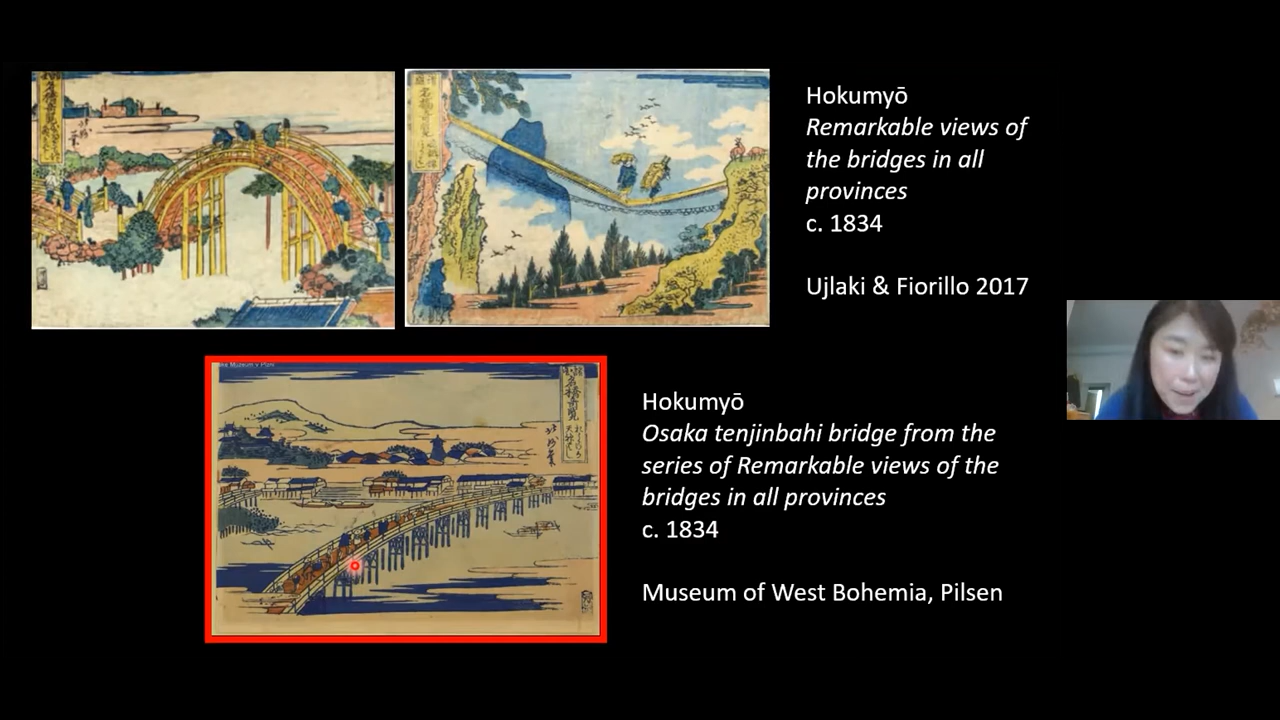 Hokumyō
Remarkable views of
the bridges in all
provinces
c. 1834
Ujlaki & Fiorillo 2017
Hokumyō
Osaka tenjinbahi bridge from the
series of Remarkable views of the
bridges in all provinces
c. 1834
Museum of West Bohemia, Pilsen